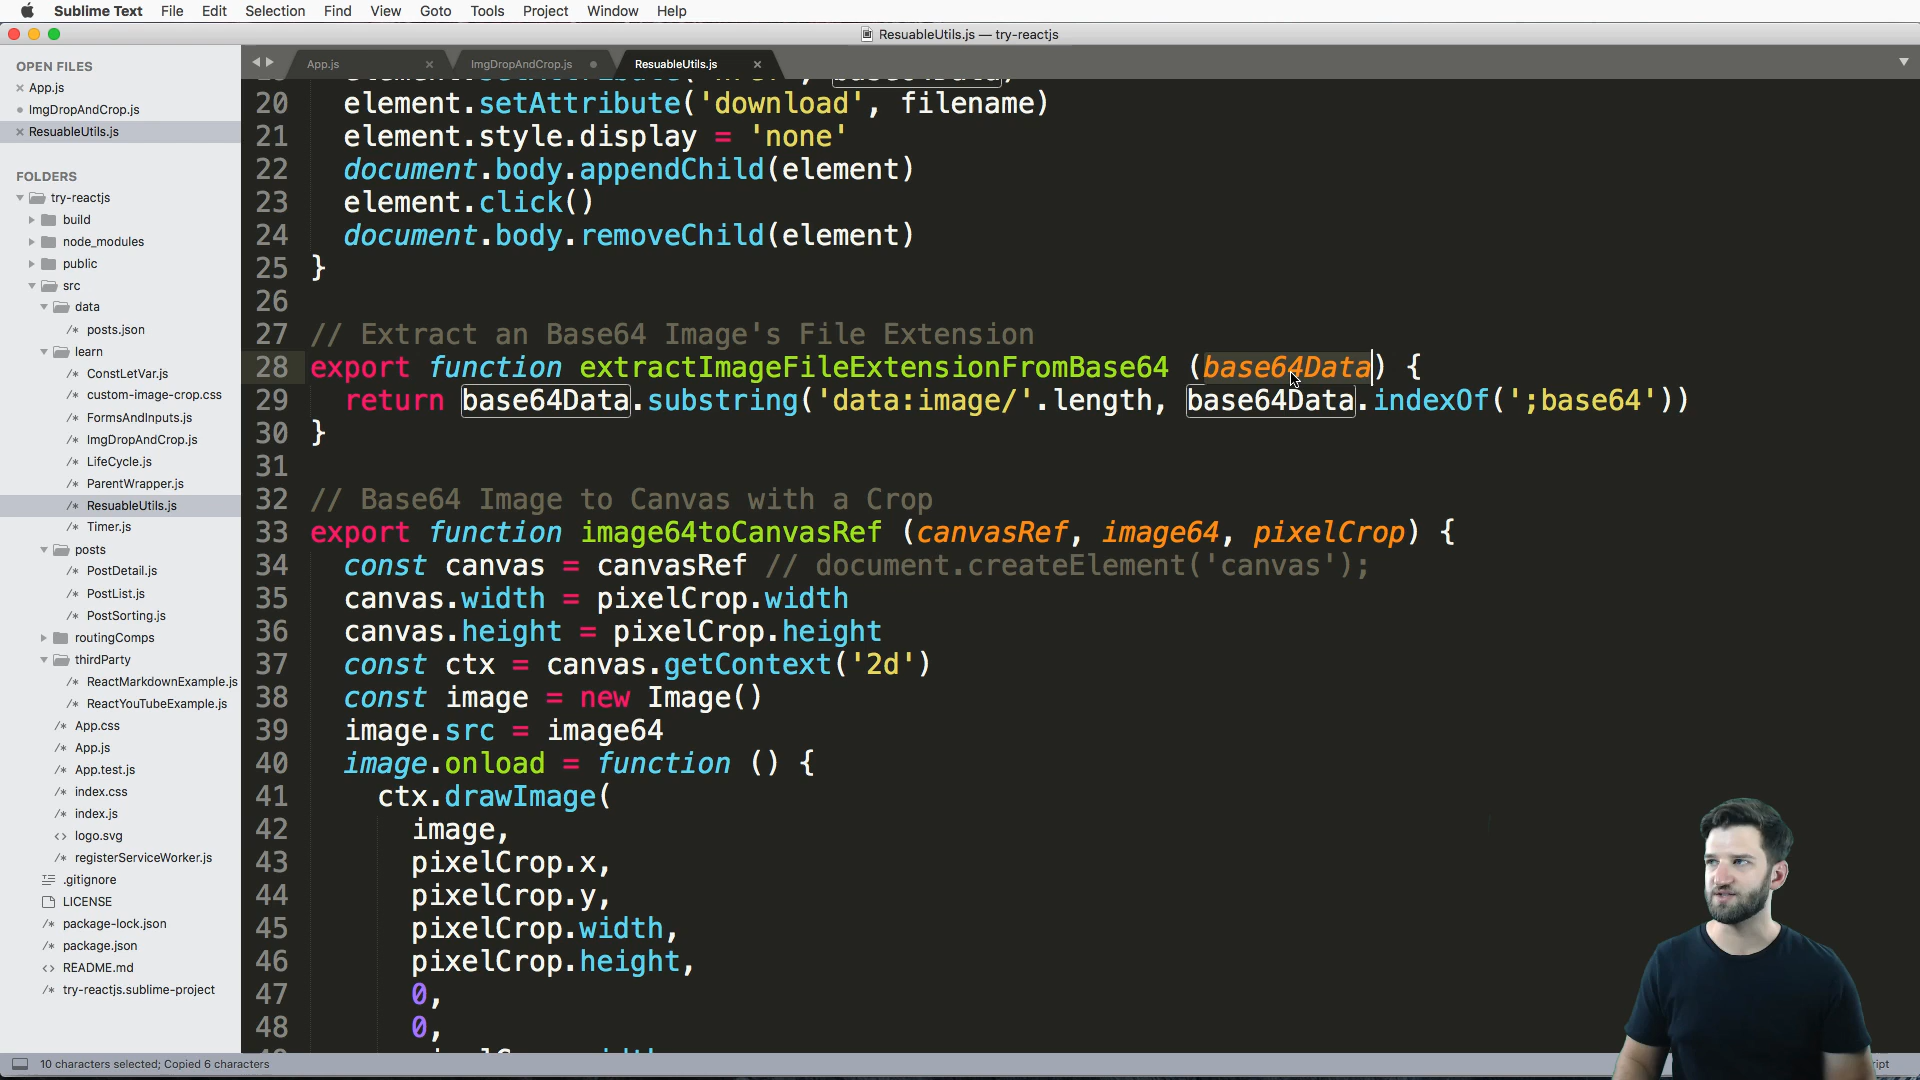 Sublime Text File Edit Selection Find View Goto Tools Project Window Help
ResuableUtils.js — try-reactjs
OPEN FILES
App.js
ImgDropAndCrop.js
ResuableUtils.js
FOLDERS
try-reactjs
build
node_modules
public
src
data
posts.json
learn
ConstLetVar.js
custom-image-crop.css
FormsAndInputs.js
ImgDropAndCrop.js
LifeCycle.js
ParentWrapper.js
ResuableUtils.js
Timer.js
posts
PostDetail.js
PostList.js
PostSorting.js
routingComps
thirdParty
ReactMarkdownExample.js
ReactYouTubeExample.js
App.css
App.js
App.test.js
index.css
index.js
logo.svg
registerServiceWorker.js
.gitignore
LICENSE
package-lock.json
package.json
README.md
try-reactjs.sublime-project
App.js ImgDropAndCrop.js ResuableUtils.js
20 element.setAttribute('download', filename)
21 element.style.display = 'none'
22 document.body.appendChild(element)
23 element.click()
24 document.body.removeChild(element)
25 }
26
27 // Extract an Base64 Image's File Extension
28 export function extractImageFileExtensionFromBase64 (base64Data) {
29 return base64Data.substring('data:image/'.length, base64Data.indexOf(';base64'))
30 }
31
32 // Base64 Image to Canvas with a Crop
33 export function image64toCanvasRef (canvasRef, image64, pixelCrop) {
34 const canvas = canvasRef // document.createElement('canvas');
35 canvas.width = pixelCrop.width
36 canvas.height = pixelCrop.height
37 const ctx = canvas.getContext('2d')
38 const image = new Image()
39 image.src = image64
40 image.onload = function () {
41 ctx.drawImage(
42 image,
43 pixelCrop.x,
44 pixelCrop.y,
45 pixelCrop.width,
46 pixelCrop.height,
47 0,
48 0,
10 characters selected; Copied 6 characters